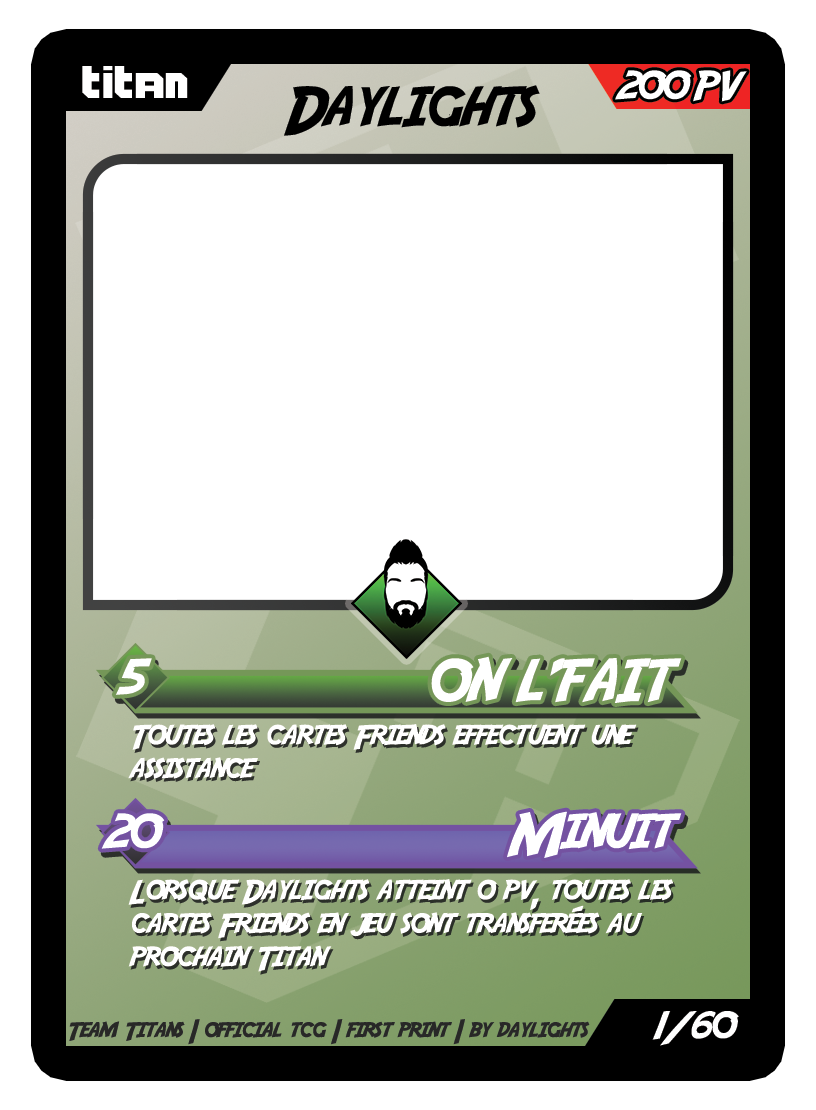 titan
DAYLIGHTS
200 PV
5
ON L'FAIT
TOUTES LES CARTES FRIENDS EFFECTUENT UNE
ASSISTANCE
20
MINUIT
LORSQUE DAYLIGHTS ATTEINT 0 PV, TOUTES LES
CARTES FRIENDS EN JEU SONT TRANSFERÉES AU
PROCHAIN TITAN
TEAM TITANS | OFFICIAL TCG | FIRST PRINT | BY DAYLIGHTS
1/60